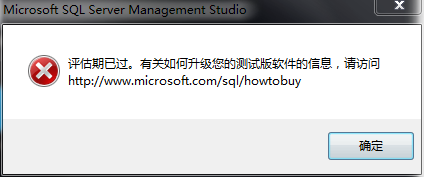 Microsoft SQL Server Management Studio
评估期已过。有关如何升级您的测试版软件的信息，请访问
http://www.microsoft.com/sql/howtobuy
确定